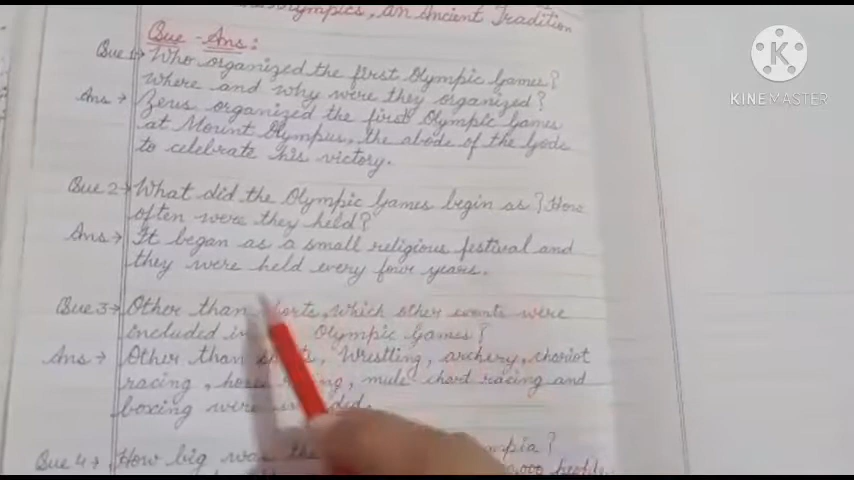 Olympics, an Ancient Tradition
Que - Ans:
Que 1→ Who organized the first Olympic Games?
where and why were they organized?
Ans → Zeus organized the first Olympic Games
at Mount Olympus, the abode of the Gods
to celebrate his victory.
Que 2→ What did the Olympic Games begin as? How
often were they held?
Ans → It began as a small religious festival and
they were held every four years.
Que 3→ Other than sports, which other events were
included in Olympic Games?
Ans → Other than sports, Wrestling, archery, choriot
racing, horse racing, mule chart racing and
boxing were included.
Que 4→ How big was the
KINEMASTER